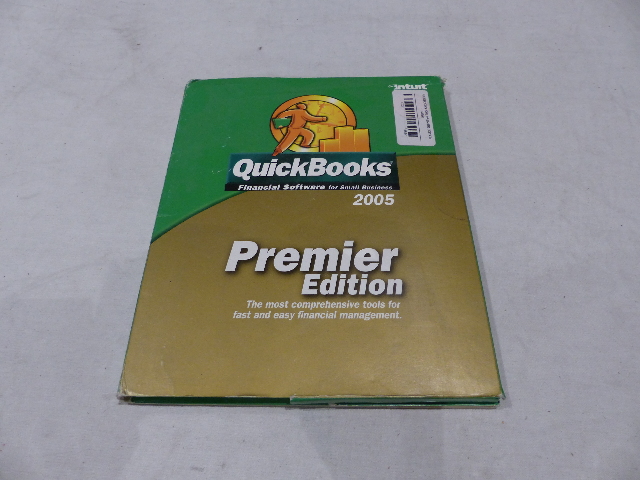 intuit
QuickBooks
Financial Software for Small Business
2005
Premier
Edition
The most comprehensive tools for
fast and easy financial management.